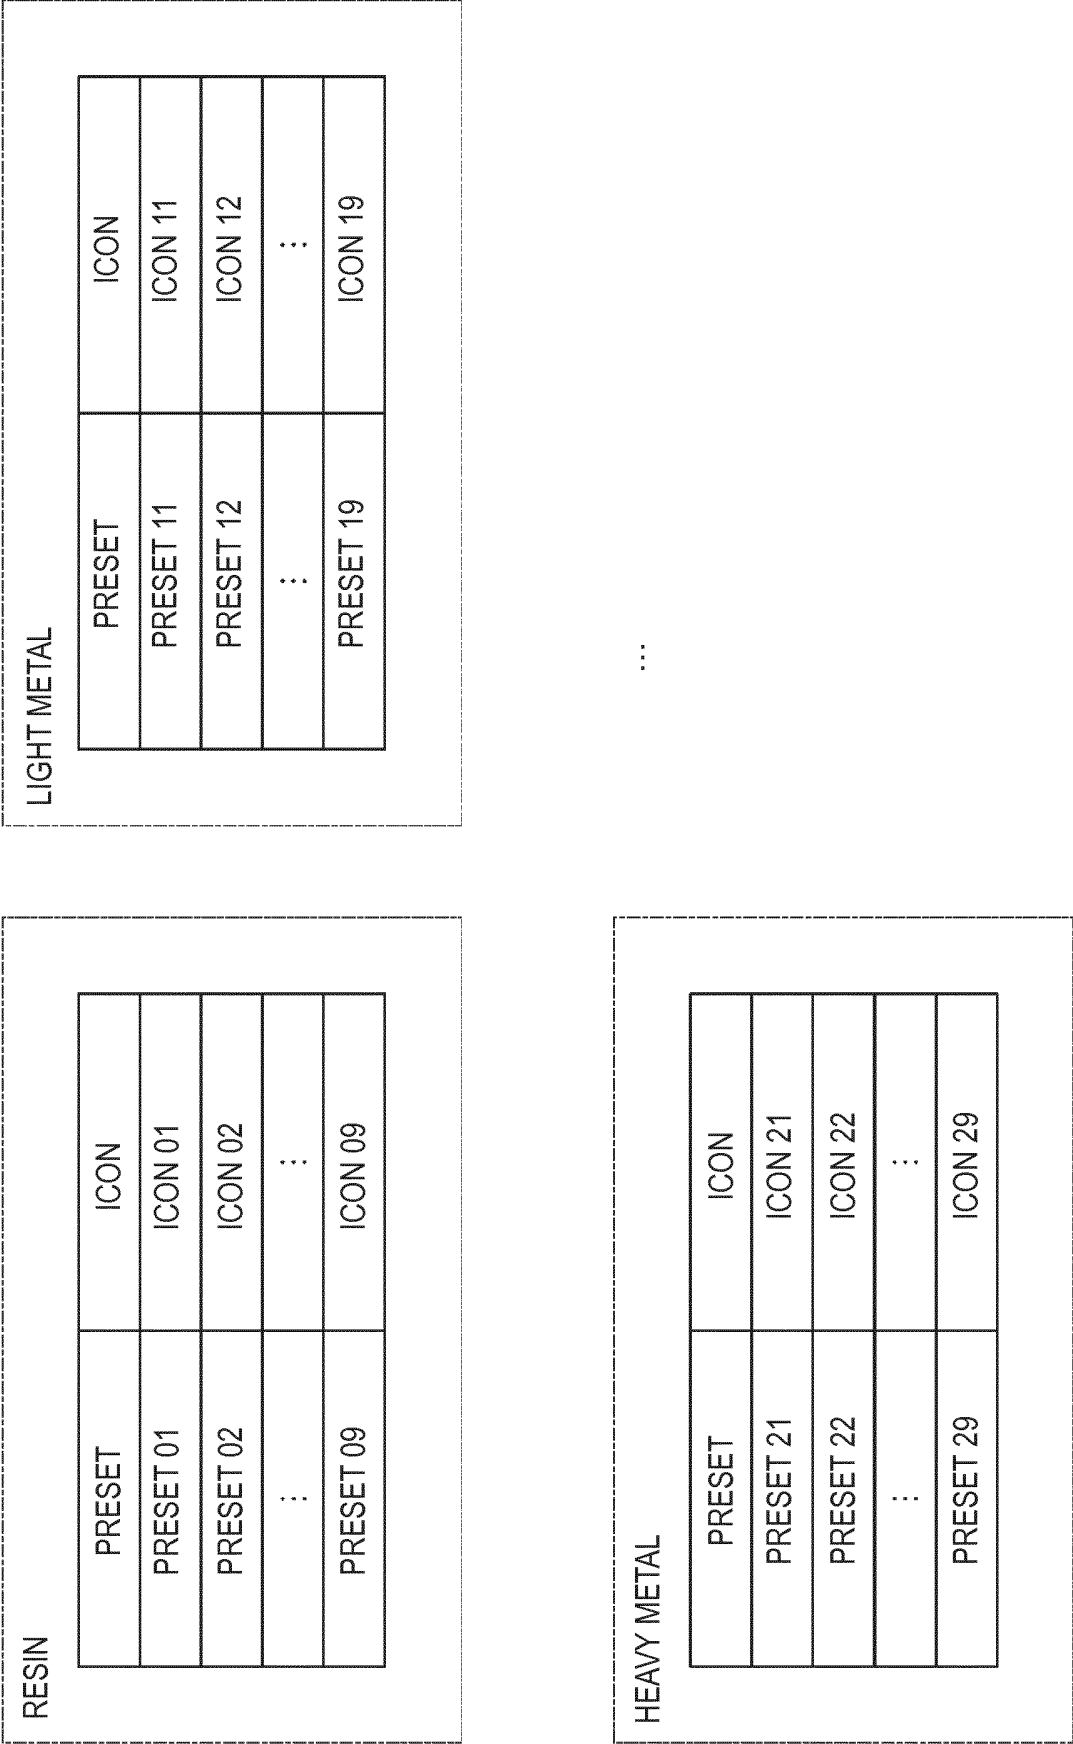 RESIN
PRESET ICON
PRESET 01 ICON 01
PRESET 02 ICON 02
⋮ ⋮
PRESET 09 ICON 09
LIGHT METAL
PRESET ICON
PRESET 11 ICON 11
PRESET 12 ICON 12
⋮ ⋮
PRESET 19 ICON 19
HEAVY METAL
PRESET ICON
PRESET 21 ICON 21
PRESET 22 ICON 22
⋮ ⋮
PRESET 29 ICON 29
...